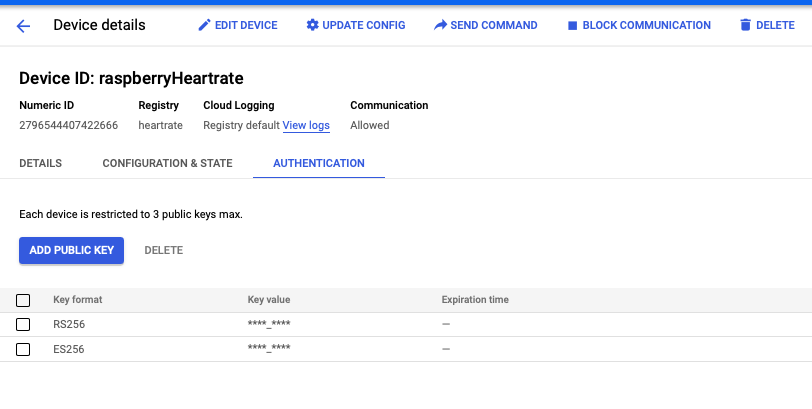 Device details EDIT DEVICE UPDATE CONFIG SEND COMMAND BLOCK COMMUNICATION DELETE
Device ID: raspberryHeartrate
Numeric ID Registry Cloud Logging Communication
2796544407422666 heartrate Registry default View logs Allowed
DETAILS CONFIGURATION & STATE AUTHENTICATION
Each device is restricted to 3 public keys max.
ADD PUBLIC KEY DELETE
Key format Key value Expiration time
RS256 ****_**** —
ES256 ****_**** —